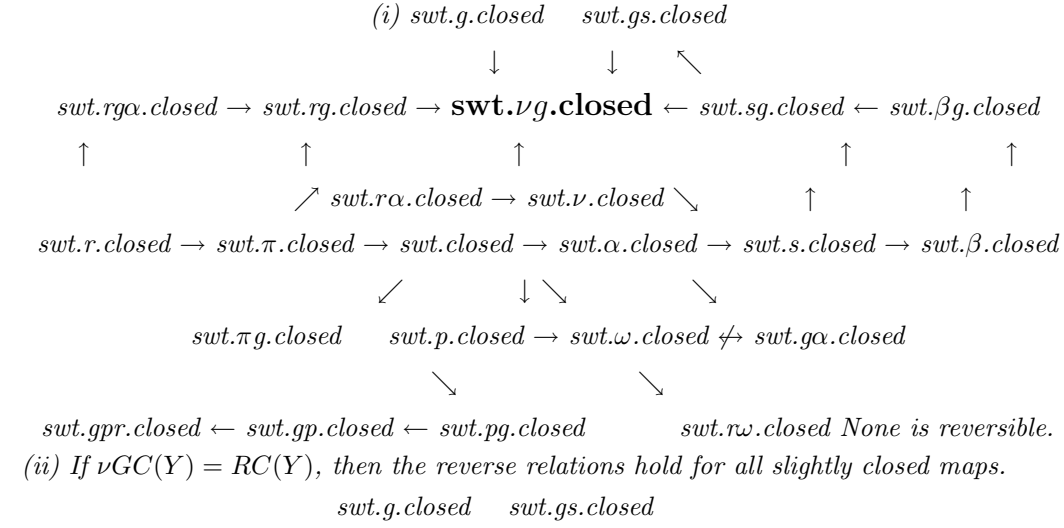 (i) swt.g.closed swt.gs.closed
↓ ↓ ↖
swt.rgα.closed → swt.rg.closed → swt.νg.closed ← swt.sg.closed ← swt.βg.closed
↑ ↑ ↑ ↑ ↑
↗ swt.rα.closed → swt.ν.closed ↘ ↑ ↑
swt.r.closed → swt.π.closed → swt.closed → swt.α.closed → swt.s.closed → swt.β.closed
↙ ↓ ↘ ↘
swt.πg.closed swt.p.closed → swt.ω.closed ↮ swt.gα.closed
↘ ↘
swt.gpr.closed ← swt.gp.closed ← swt.pg.closed swt.rω.closed None is reversible.
(ii) If νGC(Y) = RC(Y), then the reverse relations hold for all slightly closed maps.
swt.g.closed swt.gs.closed